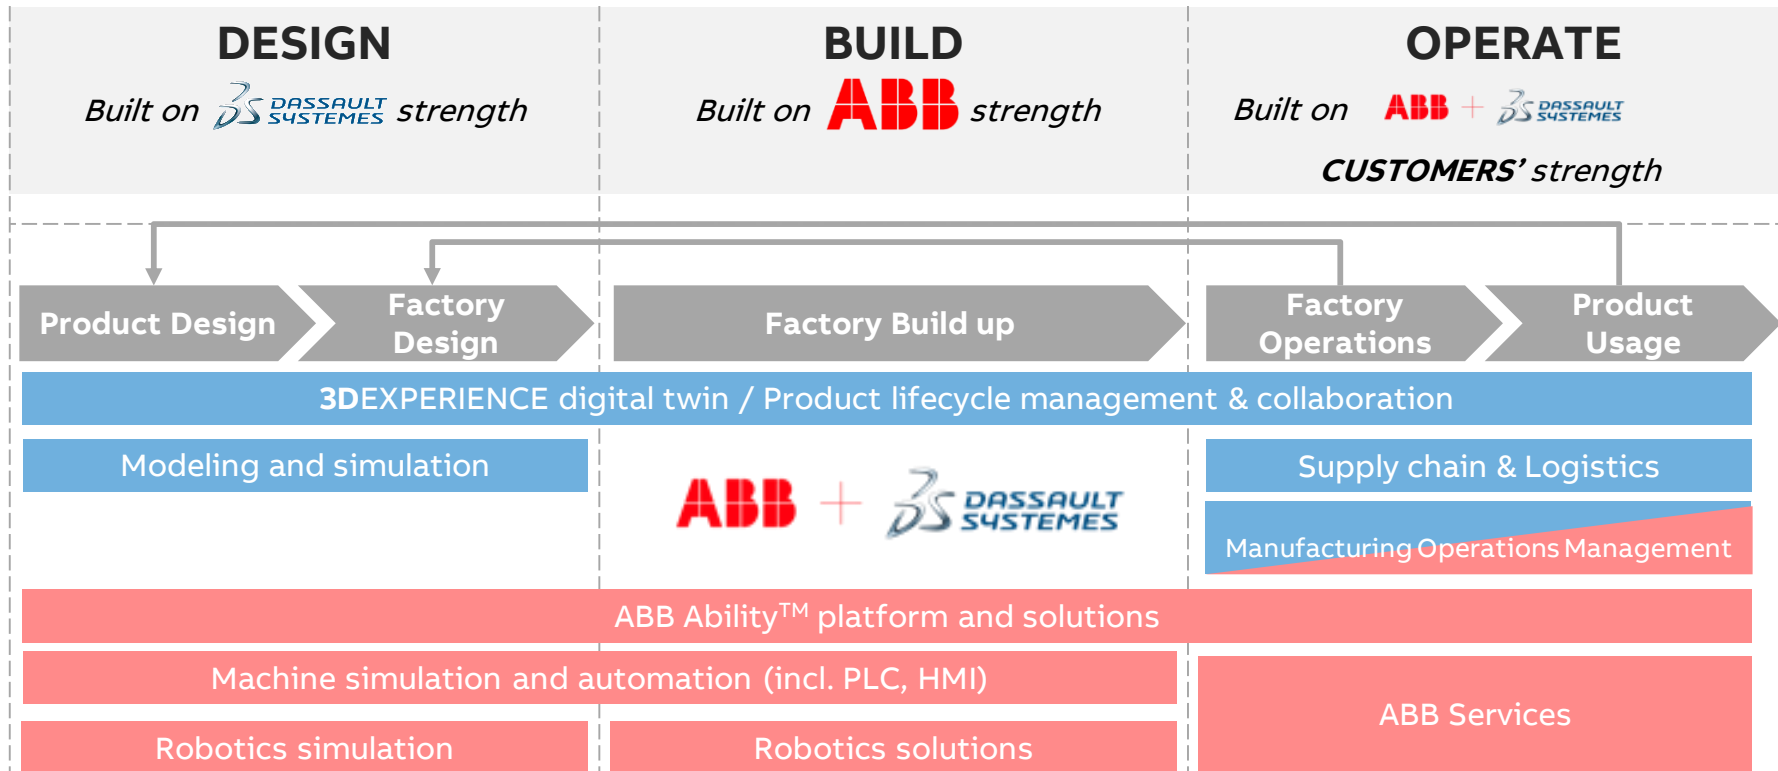 DESIGN
Built on DASSAULT SYSTEMES strength
BUILD
Built on ABB strength
OPERATE
Built on ABB + DASSAULT SYSTEMES
CUSTOMERS’ strength
Product Design
Factory
Design
Factory Build up
Factory
Operations
Product
Usage
3DEXPERIENCE digital twin / Product lifecycle management & collaboration
Modeling and simulation
ABB + DASSAULT SYSTEMES
Supply chain & Logistics
Manufacturing Operations Management
ABB Ability™ platform and solutions
Machine simulation and automation (incl. PLC, HMI)
ABB Services
Robotics simulation
Robotics solutions